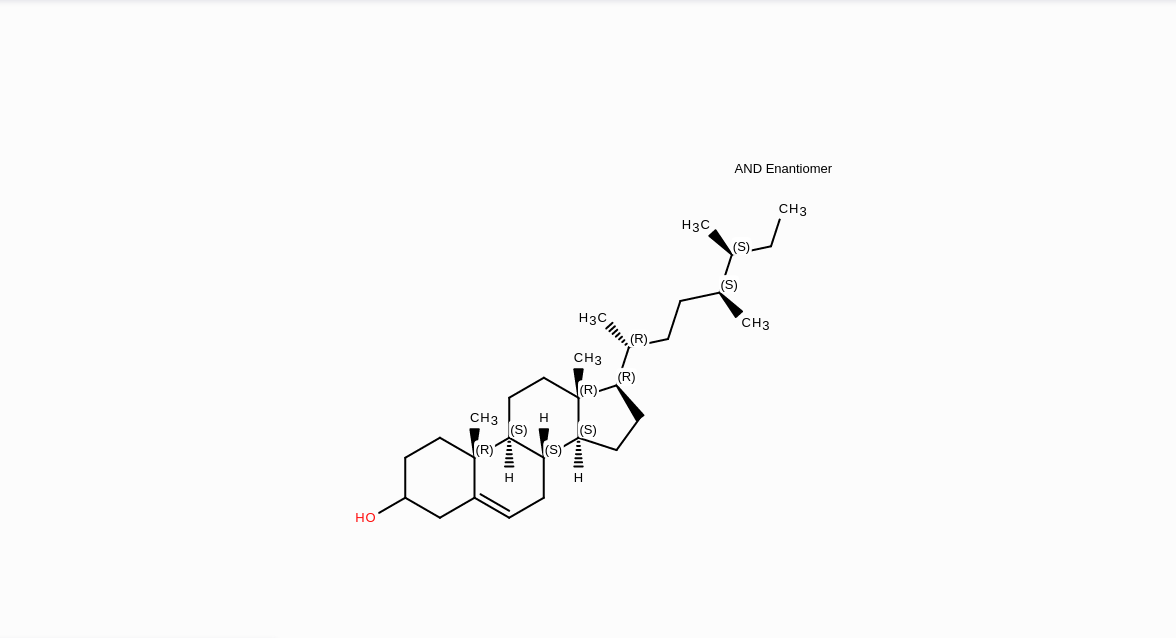 AND Enantiomer
CH3
H3C
(S)
(S)
H3C
CH3
(R)
CH3
(R)
(R)
CH3
H
(S)
(S)
(R)
(S)
H
H
HO